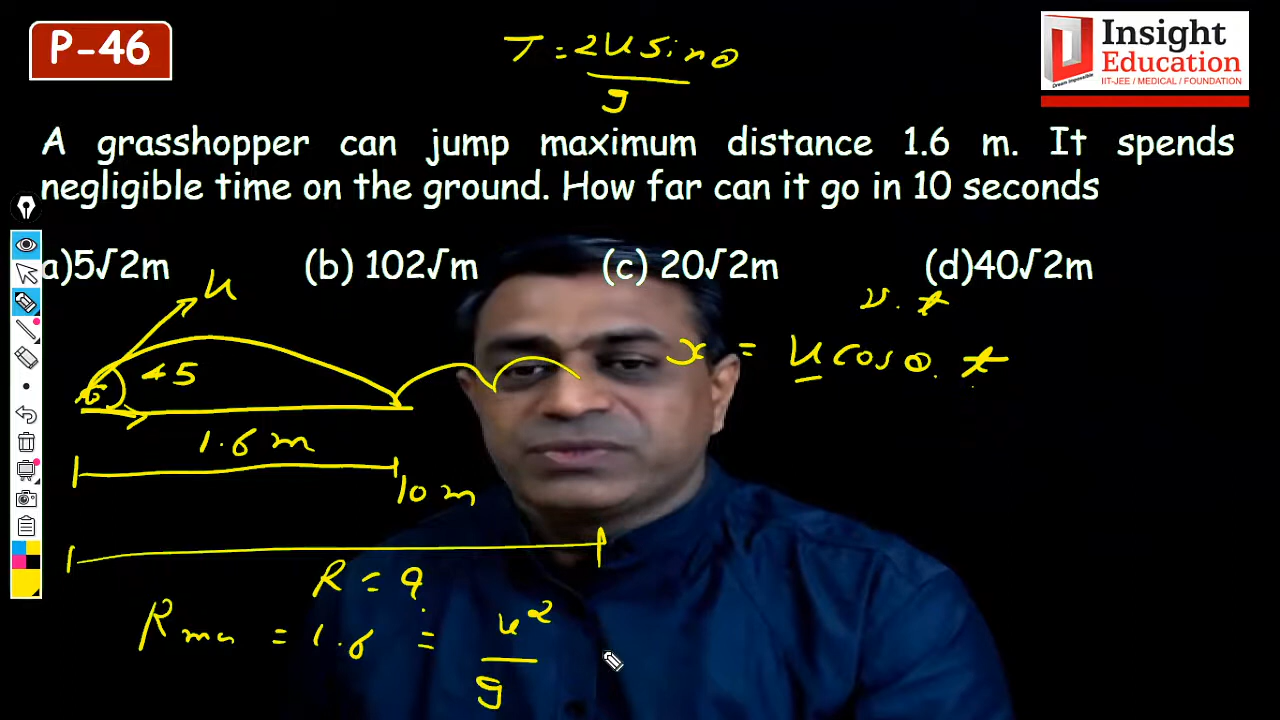 P-46
T = 2u sinθ
g
Insight
Education
Dream Impossible
IIT-JEE / MEDICAL / FOUNDATION
A grasshopper can jump maximum distance 1.6 m. It spends
negligible time on the ground. How far can it go in 10 seconds
a)5√2m (b) 102√m (c) 20√2m (d)40√2m
u
v. t
x = u cosθ. t
45
1.6 m
10 m
R = ?
= 1.6 = u²
g